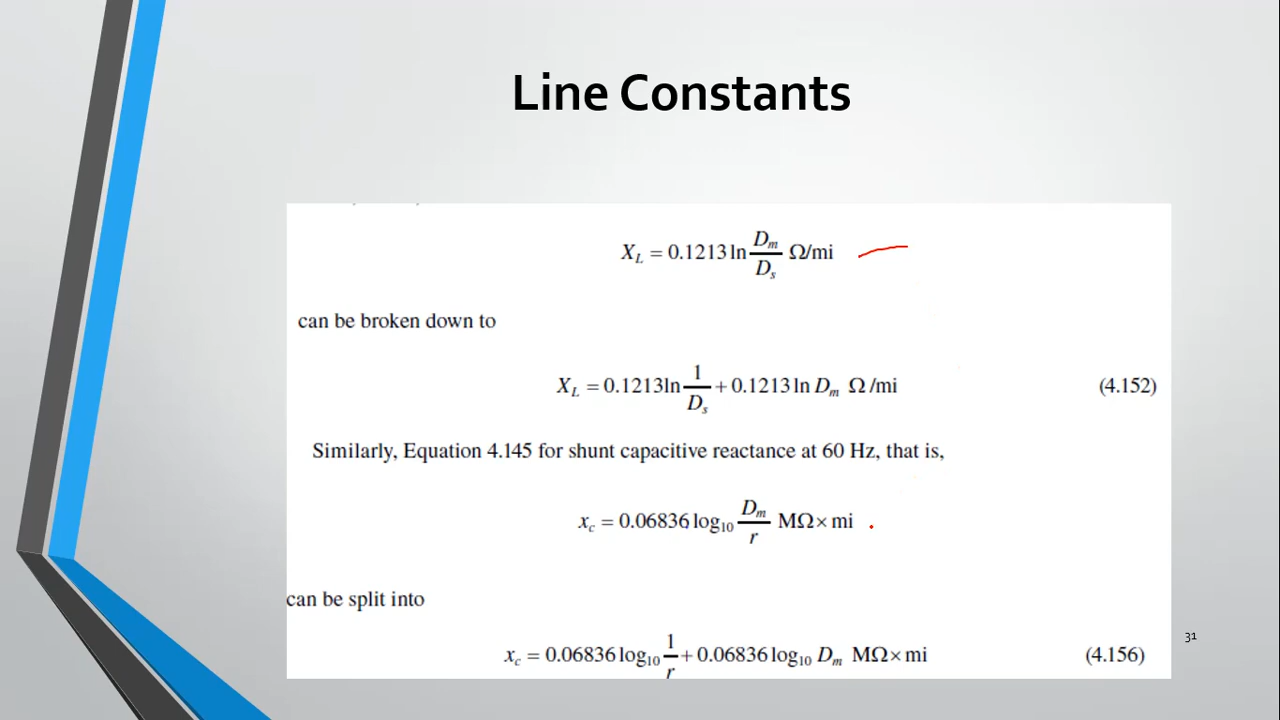 Line Constants
X_L = 0.1213 ln D_m/D_s Ω/mi
can be broken down to
X_L = 0.1213ln 1/D_s + 0.1213 ln D_m Ω /mi (4.152)
Similarly, Equation 4.145 for shunt capacitive reactance at 60 Hz, that is,
x_c = 0.06836 log_10 D_m/r MΩ × mi
can be split into
31
x_c = 0.06836 log_10 1/r + 0.06836 log_10 D_m MΩ × mi (4.156)